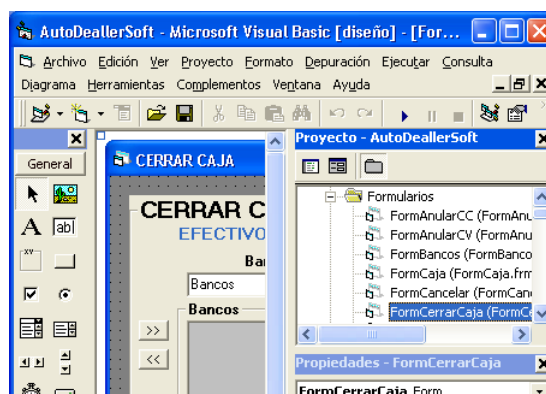 AutoDeallerSoft - Microsoft Visual Basic [diseño] - [For...
Archivo Edición Ver Proyecto Formato Depuración Ejecutar Consulta
Diagrama Herramientas Complementos Ventana Ayuda
Proyecto - AutoDeallerSoft
General
CERRAR CAJA
Formularios
CERRAR C
FormAnularCC (FormAnu
EFECTIVO
FormAnularCV (FormAnu
Ba
FormBancos (FormBanco
Bancos
FormCaja (FormCaja.frm
FormCancelar (FormCan
Bancos
FormCerrarCaja (FormCe
>>
<<
Propiedades - FormCerrarCaja
FormCerrarCaja Form